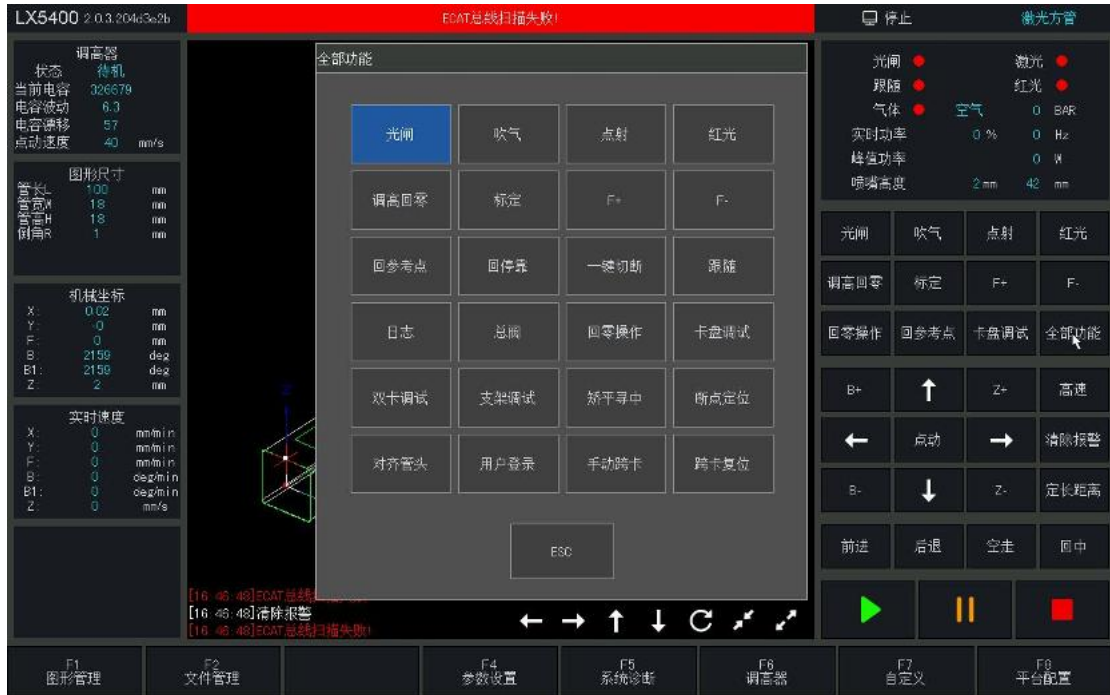 LX5400 2.0.3.204d3e2b
ECAT总线扫描失败!
停止
激光方管
调高器
状态 待机
当前电容 326679
电容波动 6.3
电容漂移 57
点动速度 40 mm/s
图形尺寸
管长L 100 mm
管宽W 18 mm
管高H 18 mm
倒角R 1 mm
机械坐标
X: 0.02 mm
Y: -0 mm
F: 0 mm
B: 2159 deg
B1: 2159 deg
Z: 2 mm
实时速度
X: 0 mm/min
Y: 0 mm/min
F: 0 mm/min
B: 0 deg/min
B1: 0 deg/min
Z: 0 mm/s
全部功能
光闸 吹气 点射 红光
调高回零 标定 F+ F-
回参考点 回停靠 一键切断 跟随
日志 总阀 回零操作 卡盘调试
双卡调试 支架调试 矫平寻中 断点定位
对齐管头 用户登录 手动跨卡 跨卡复位
ESC
Z
[16:46:48]ECAT总线
[16:46:48]清除报警
[16:46:48]ECAT总线扫描失败!
光闸 激光
跟随 红光
气体 空气 0 BAR
实时功率 0 % 0 Hz
峰值功率 0 W
喷嘴高度 2 mm 42 mm
光闸 吹气 点射 红光
调高回零 标定 F+ F-
回零操作 回参考点 卡盘调试 全部功能
B+ Z+ 高速
点动 清除报警
B- Z- 定长距离
前进 后退 空走 回中
F1 图形管理
F2 文件管理
F4 参数设置
F5 系统诊断
F6 调高器
F7 自定义
F8 平台配置